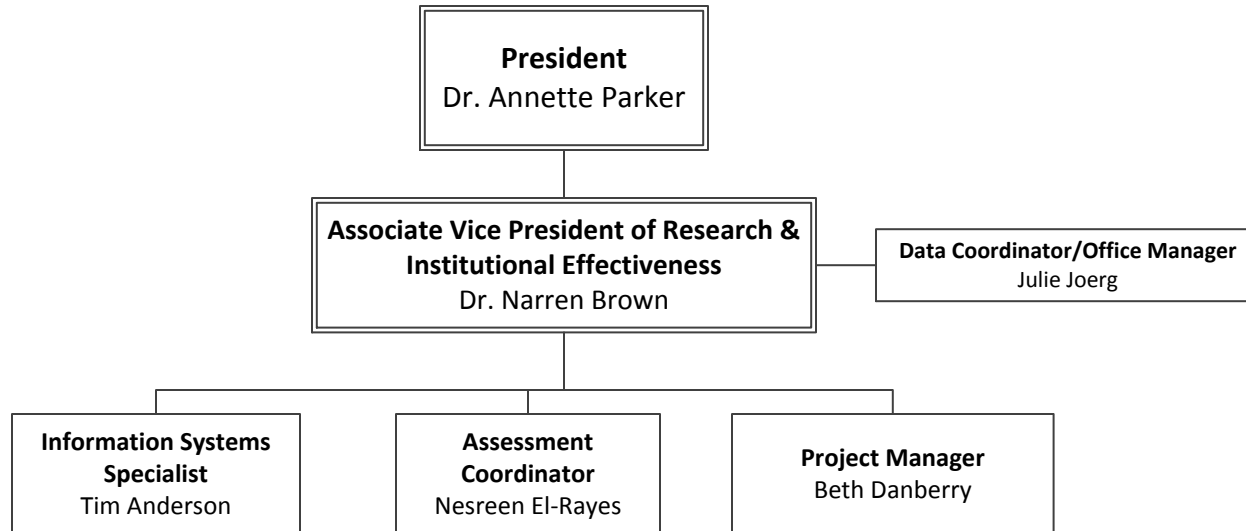 President
Dr. Annette Parker
Associate Vice President of Research &
Institutional Effectiveness
Dr. Narren Brown
Data Coordinator/Office Manager
Julie Joerg
Information Systems
Specialist
Tim Anderson
Assessment
Coordinator
Nesreen El-Rayes
Project Manager
Beth Danberry